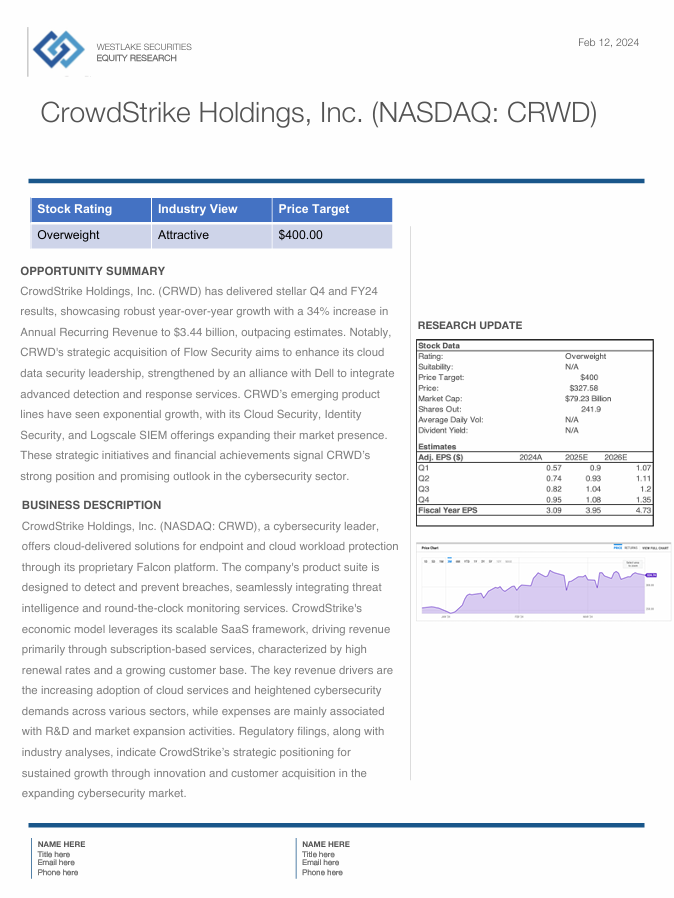 WESTLAKE SECURITIES
EQUITY RESEARCH
Feb 12, 2024
CrowdStrike Holdings, Inc. (NASDAQ: CRWD)
Stock Rating Industry View Price Target
Overweight Attractive $400.00
OPPORTUNITY SUMMARY
CrowdStrike Holdings, Inc. (CRWD) has delivered stellar Q4 and FY24
results, showcasing robust year-over-year growth with a 34% increase in
Annual Recurring Revenue to $3.44 billion, outpacing estimates. Notably,
CRWD's strategic acquisition of Flow Security aims to enhance its cloud
data security leadership, strengthened by an alliance with Dell to integrate
advanced detection and response services. CRWD's emerging product
lines have seen exponential growth, with its Cloud Security, Identity
Security, and Logscale SIEM offerings expanding their market presence.
These strategic initiatives and financial achievements signal CRWD's
strong position and promising outlook in the cybersecurity sector.
BUSINESS DESCRIPTION
CrowdStrike Holdings, Inc. (NASDAQ: CRWD), a cybersecurity leader,
offers cloud-delivered solutions for endpoint and cloud workload protection
through its proprietary Falcon platform. The company's product suite is
designed to detect and prevent breaches, seamlessly integrating threat
intelligence and round-the-clock monitoring services. CrowdStrike's
economic model leverages its scalable SaaS framework, driving revenue
primarily through subscription-based services, characterized by high
renewal rates and a growing customer base. The key revenue drivers are
the increasing adoption of cloud services and heightened cybersecurity
demands across various sectors, while expenses are mainly associated
with R&D and market expansion activities. Regulatory filings, along with
industry analyses, indicate CrowdStrike's strategic positioning for
sustained growth through innovation and customer acquisition in the
expanding cybersecurity market.
RESEARCH UPDATE
Stock Data
Rating: Overweight
Suitability: N/A
Price Target: $400
Price: $327.58
Market Cap: $79.23 Billion
Shares Out: 241.9
Average Daily Vol: N/A
Dividend Yield: N/A
Estimates
Adj. EPS ($) 2024A 2025E 2026E
Q1 0.57 0.9 1.07
Q2 0.74 0.93 1.11
Q3 0.82 1.04 1.2
Q4 0.95 1.08 1.35
Fiscal Year EPS 3.09 3.95 4.73
Price Chart
VIEW FULL CHART
NAME HERE
Title here
Email here
Phone here
NAME HERE
Title here
Email here
Phone here